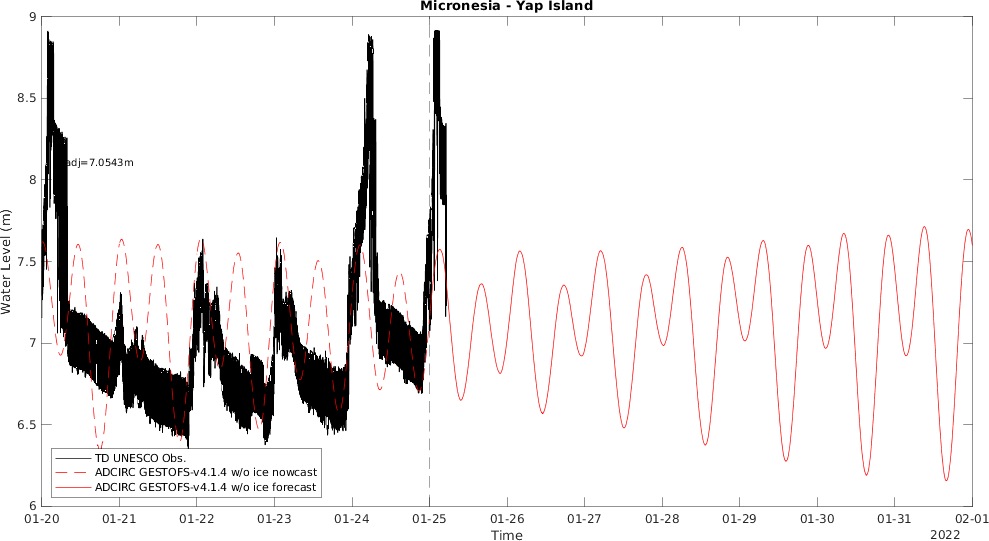 Micronesia - Yap Island
9
8.5
adj=7.0543m
8
7.5
7
6.5
6
Water Level (m)
TD UNESCO Obs.
ADCIRC GESTOFS-v4.1.4 w/o ice nowcast
ADCIRC GESTOFS-v4.1.4 w/o ice forecast
01-20 01-21 01-22 01-23 01-24 01-25 01-26 01-27 01-28 01-29 01-30 01-31 02-01
Time
2022